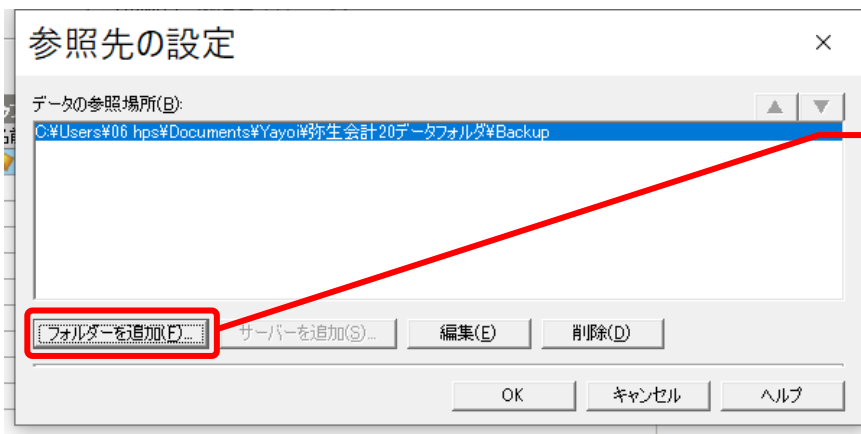 参照先の設定
データの参照場所(B):
C:¥Users¥06 hps¥Documents¥Yayoi¥弥生会計20データフォルダ¥Backup
フォルダーを追加(F)...
サーバーを追加(S)...
編集(E)
削除(D)
OK
キャンセル
ヘルプ